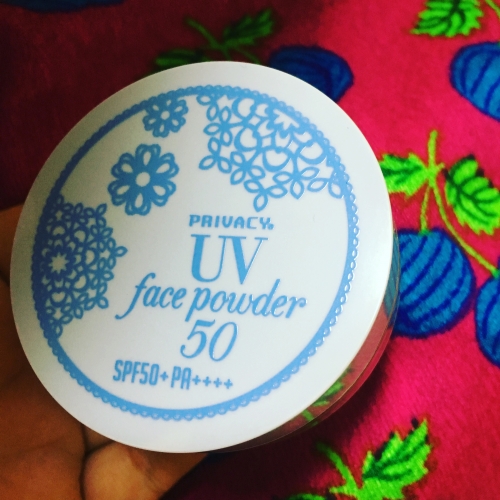 PRIVACY
UV
face powder
50
SPF50+PA++++